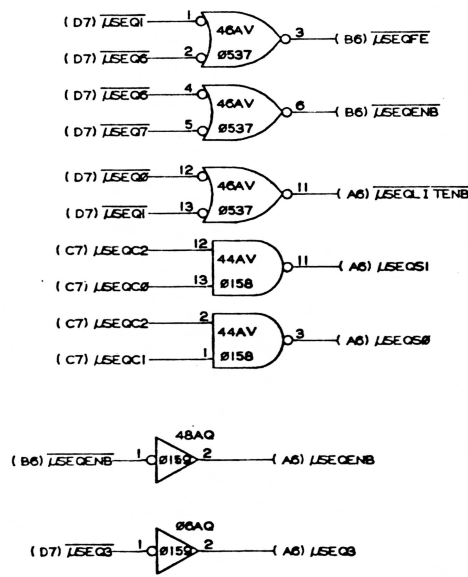 (D7) µSEQ1 1 46AV 3 (B6) µSEQFE
(D7) µSEQ6 2 Ø537
(D7) µSEQ6 4 46AV 6 (B6) µSEQENB
(D7) µSEQ7 5 Ø537
(D7) µSEQØ 12 46AV 11 (A6) µSEQLITENB
(D7) µSEQ1 13 Ø537
(C7) µSEQC2 12 44AV 11 (A6) µSEQS1
(C7) µSEQCØ 13 Ø158
(C7) µSEQC2 2 44AV 3 (A6) µSEQSØ
(C7) µSEQC1 1 Ø158
48AQ
(B6) µSEQENB 1 Ø159 2 (A6) µSEQENB
Ø6AQ
(D7) µSEQ3 1 Ø159 2 (A6) µSEQ3